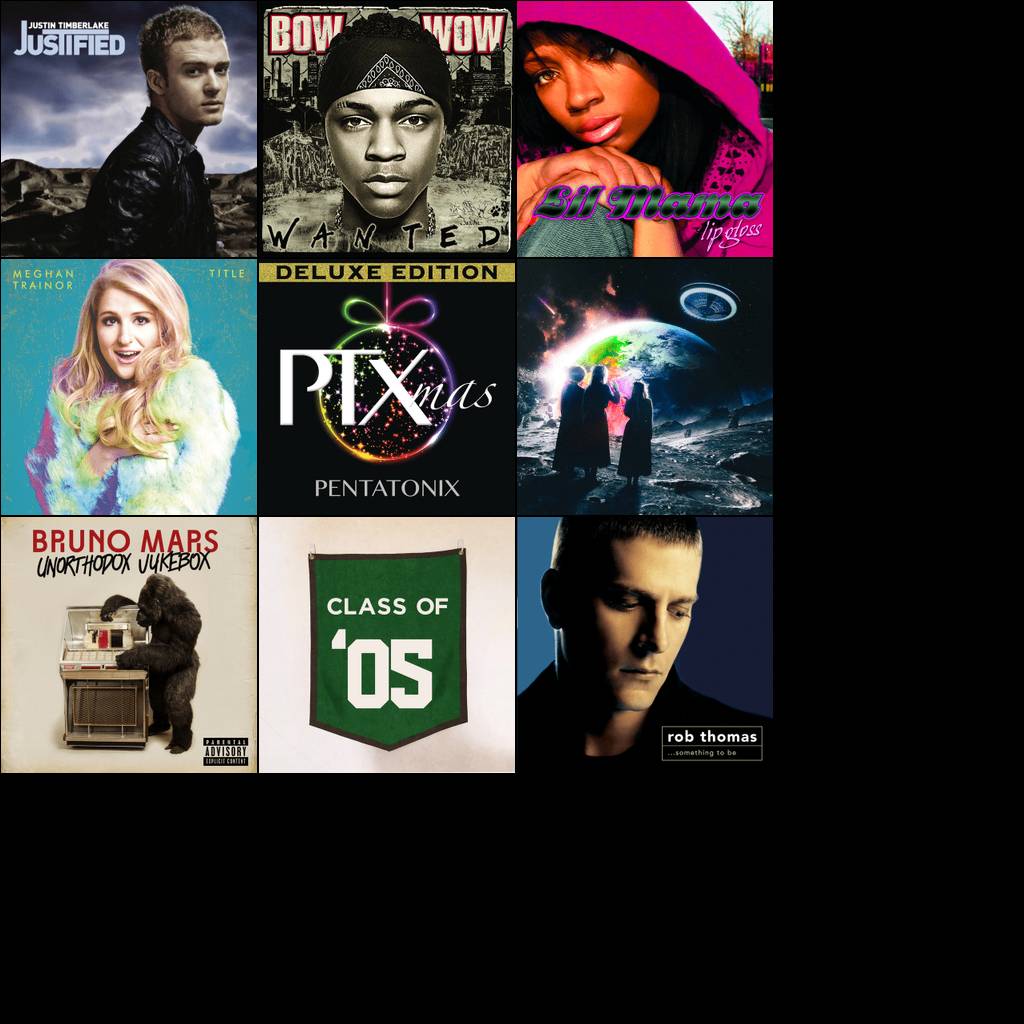 JUSTIN TIMBERLAKE
JUSTIFIED
BOW WOW
WANTED
Lil Mama
lip gloss
MEGHAN
TRAINOR
TITLE
DELUXE EDITION
PTXmas
PENTATONIX
BRUNO MARS
UNORTHODOX JUKEBOX
PARENTAL
ADVISORY
EXPLICIT CONTENT
CLASS OF
'05
rob thomas
...something to be